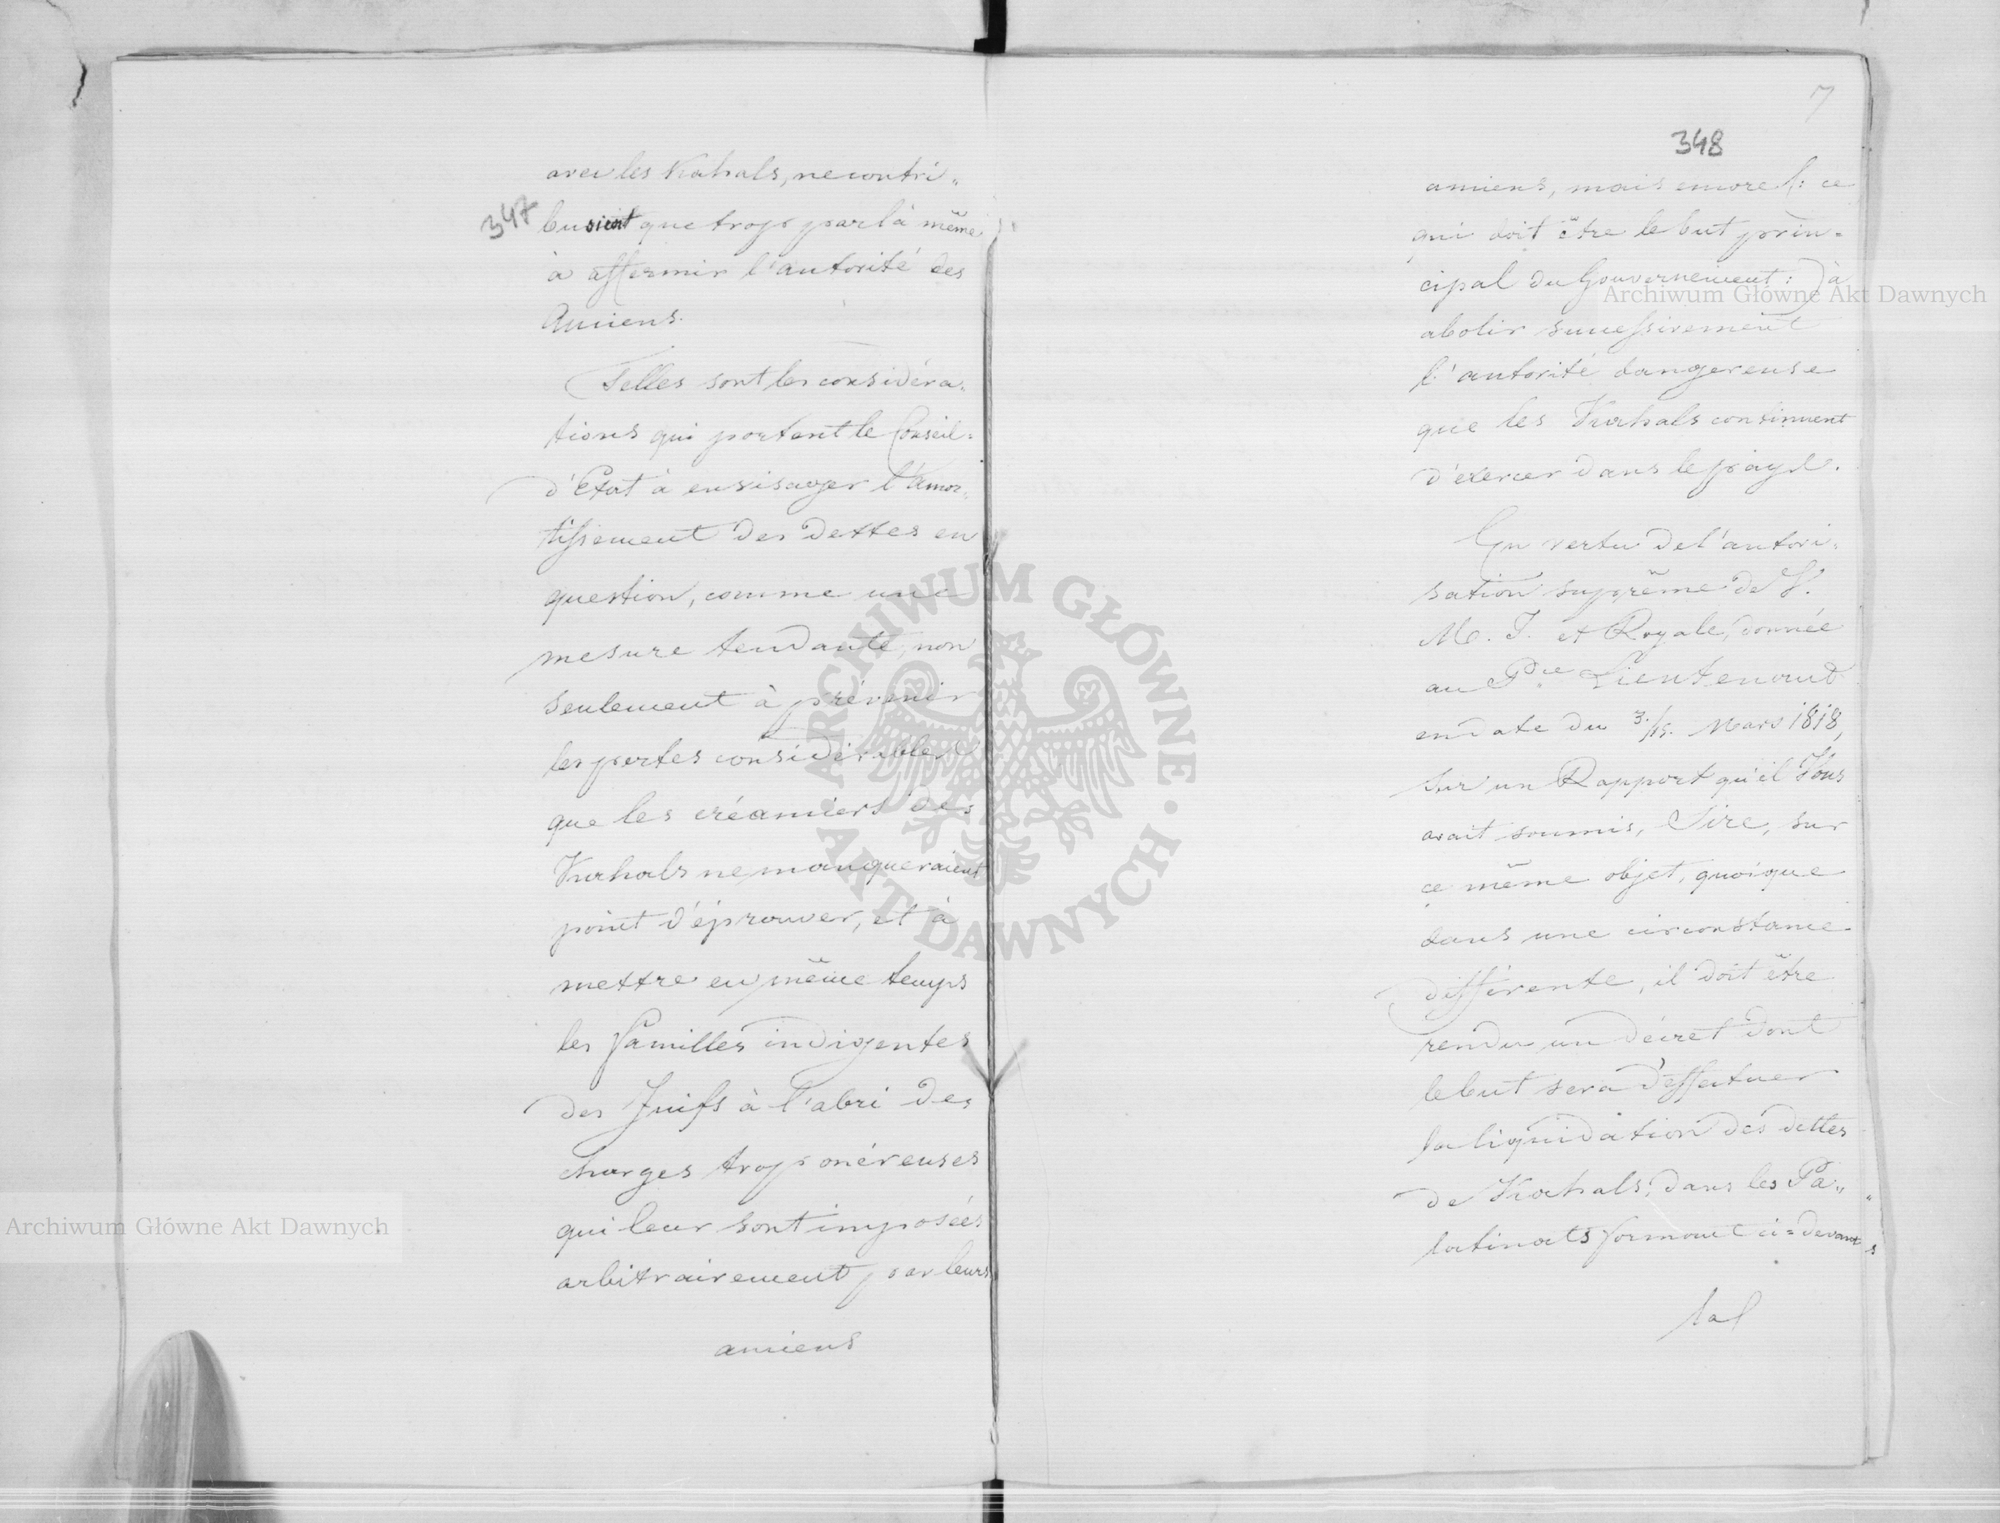 347
avec les Kahals, ne contri„
busient que trop par là même
à affermir l'autorité des
Anciens.
Telles sont les considéra„
tions qui portent le Conseil„
d'Etat à envisager l'Amor„
tissement des dettes en
question, comme une
mesure tendante, non
seulement à prévenir
les pertes considérables
que les créanciers des
Kahals ne manqueraient
point d'éprouver, et à
mettre en même temps
les familles indigentes
des Juifs à l'abri des
charges trop onéreuses
qui leur sont imposées
arbitrairement par leurs
anciens
7
348
anciens, mais encore /: ce
qui doit être le but prin=
cipal du Gouvernement :/ à
abolir successivement
l'autorité dangereuse
que les Kahals continuent
d'exercer dans le pays.
En vertu de l'autori„
sation suprême de S.
M. I. et Royale, donnée
au Pce Lieutenant
en date du 3./15. Mars 1818,
sur un Rapport qu'il Vous
avait soumis, Sire, sur
ce même objet, quoique
dans une circonstance
différente, il doit être
rendu un décret dont
le but sera d'effectuer
la liquidation des dettes
de Kahals, dans les Pa„
latinats formant ci=devant
la
Archiwum Główne Akt Dawnych
Archiwum Główne Akt Dawnych
ARCHIWUM GŁÓWNE · AKT DAWNYCH ·